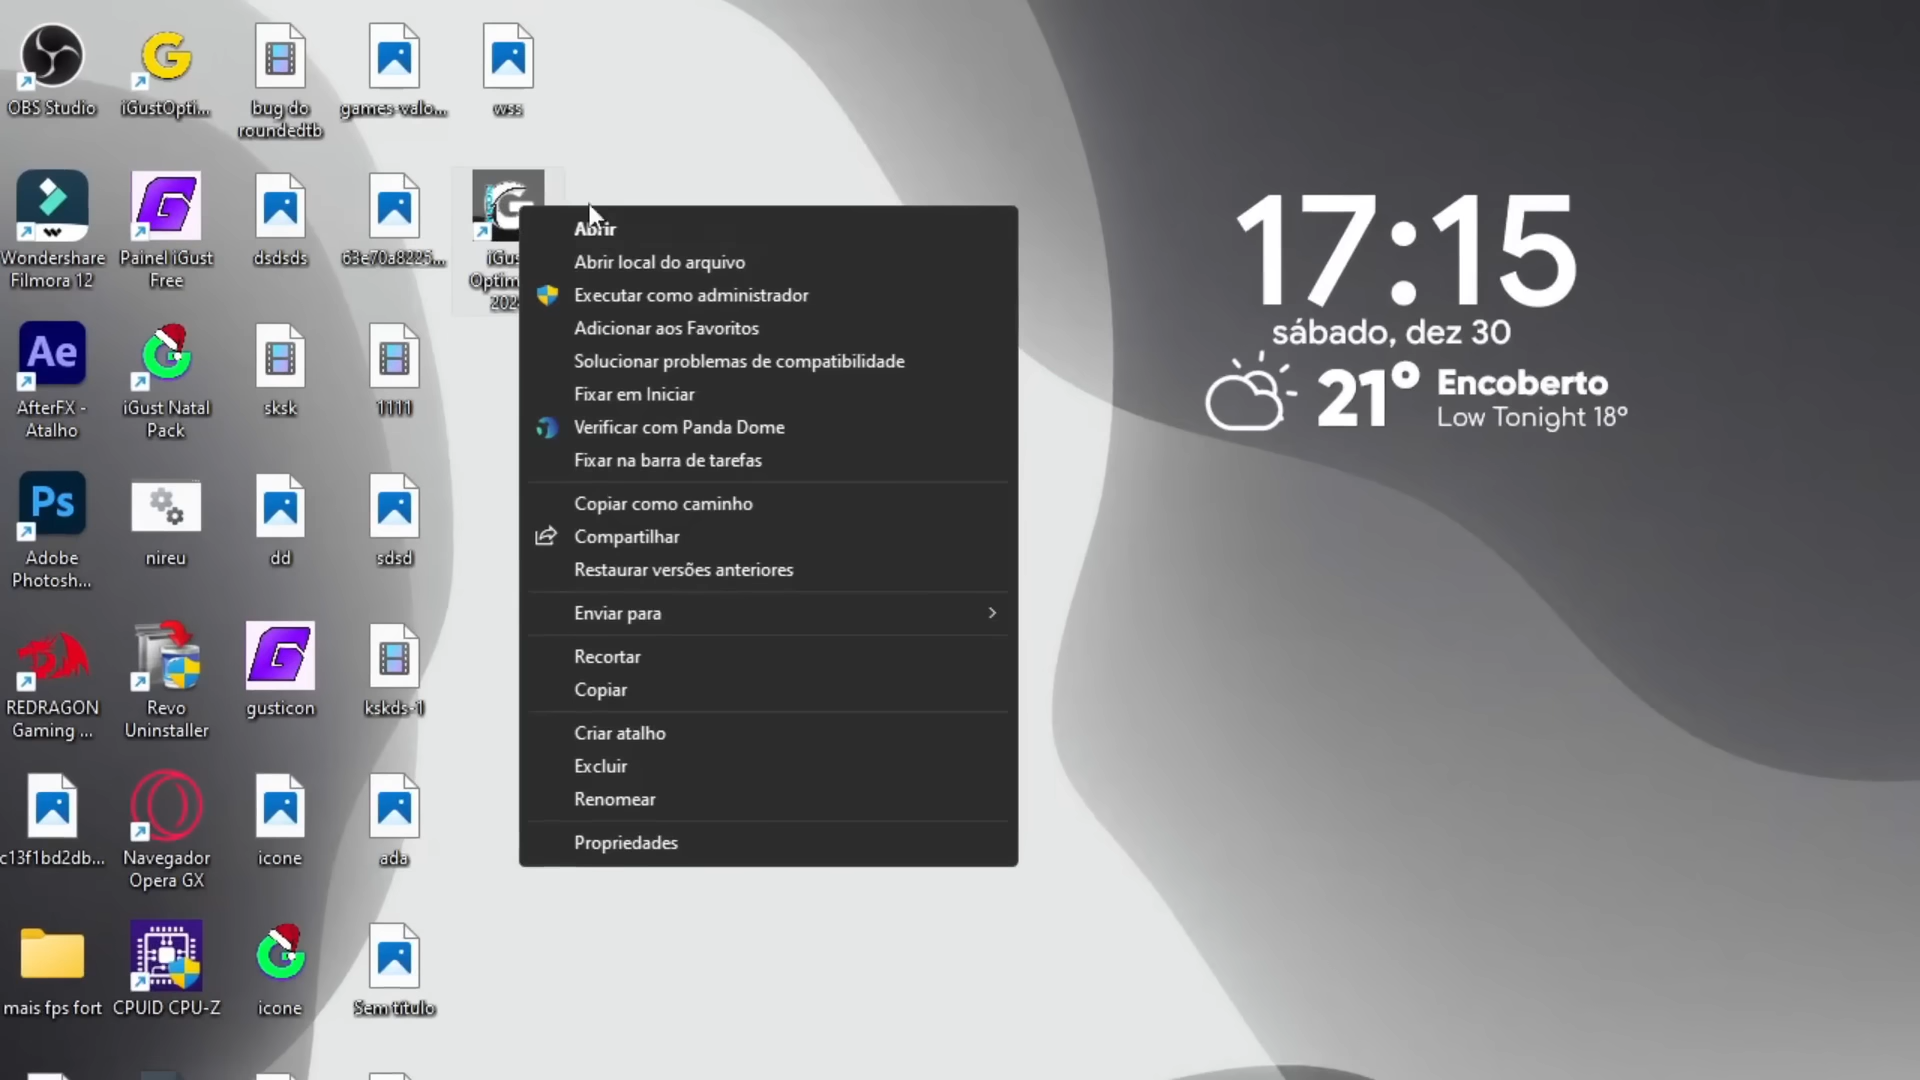 OBS Studio
iGustOpti...
bug do
roundedtb
games-valo...
wss
Wondershare
Filmora 12
Painel iGust
Free
dsdsds
63e70a8225...
Ae
AfterFX -
Atalho
iGust Natal
Pack
sksk
1111
Ps
Adobe
Photosh...
nireu
dd
sdsd
REDRAGON
Gaming ...
Revo
Uninstaller
gusticon
kskds-1
c13f1bd2db...
Navegador
Opera GX
icone
ada
mais fps fort
CPUID CPU-Z
icone
Sem título
Abrir
Abrir local do arquivo
Executar como administrador
Adicionar aos Favoritos
Solucionar problemas de compatibilidade
Fixar em Iniciar
Verificar com Panda Dome
Fixar na barra de tarefas
Copiar como caminho
Compartilhar
Restaurar versões anteriores
Enviar para
Recortar
Copiar
Criar atalho
Excluir
Renomear
Propriedades
17:15
sábado, dez 30
21° Encoberto
Low Tonight 18°